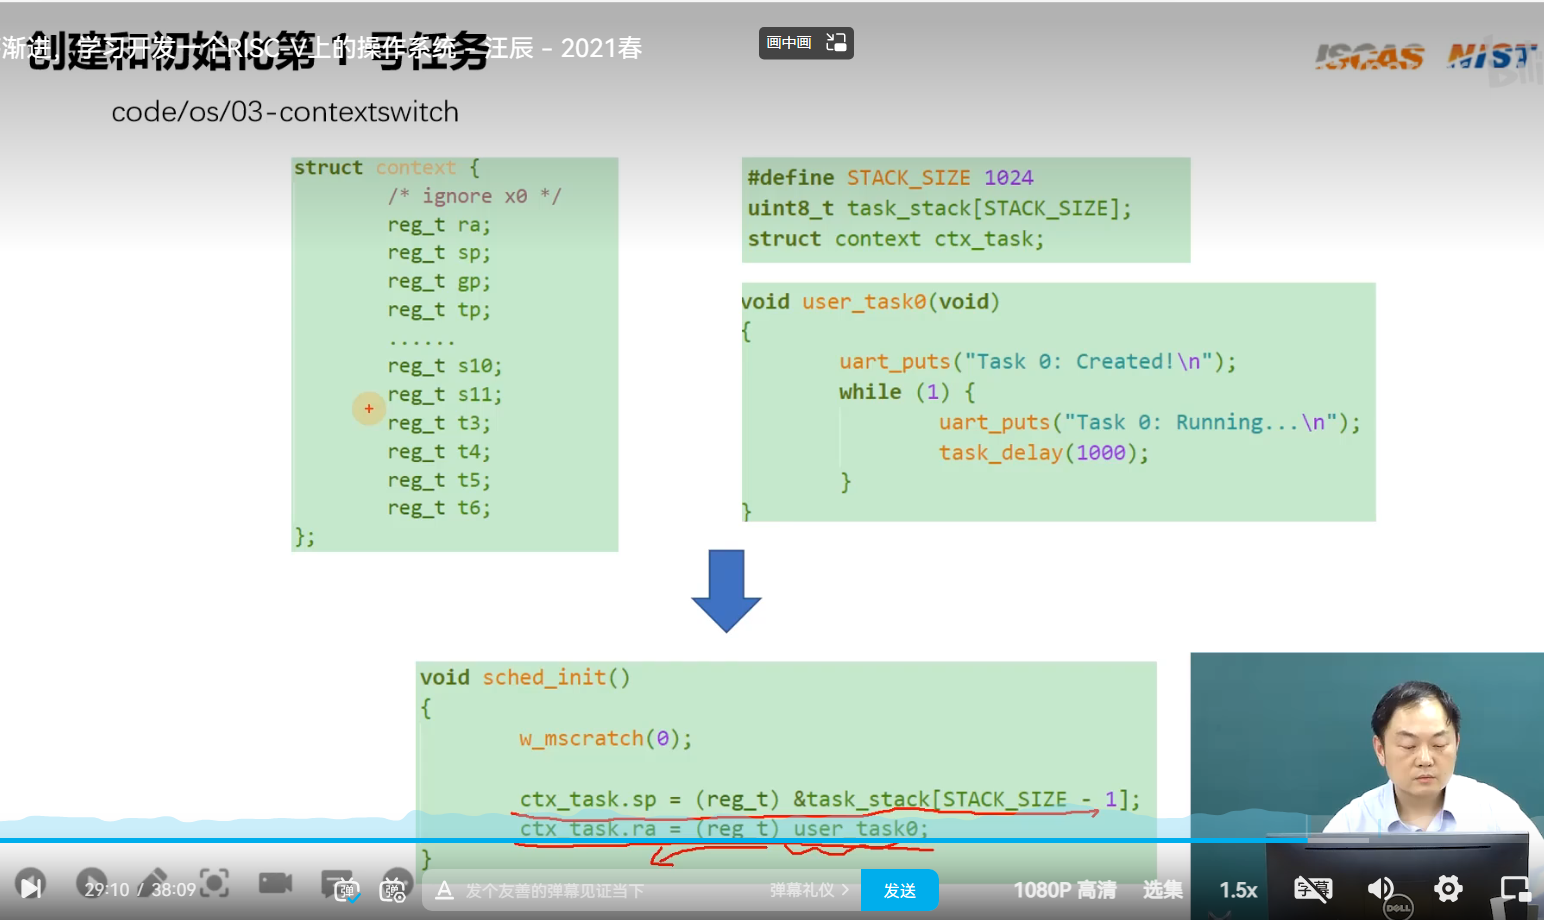 渐进，学习开发一个RISC-V上的操作系统 - 汪辰 - 2021春
画中画
创建和初始化第 1 号任务
ISCAS NIST
code/os/03-contextswitch
struct context {
/* ignore x0 */
reg_t ra;
reg_t sp;
reg_t gp;
reg_t tp;
......
reg_t s10;
reg_t s11;
reg_t t3;
reg_t t4;
reg_t t5;
reg_t t6;
};
#define STACK_SIZE 1024
uint8_t task_stack[STACK_SIZE];
struct context ctx_task;
void user_task0(void)
{
uart_puts("Task 0: Created!\n");
while (1) {
uart_puts("Task 0: Running...\n");
task_delay(1000);
}
}
void sched_init()
{
w_mscratch(0);
ctx_task.sp = (reg_t) &task_stack[STACK_SIZE - 1];
ctx_task.ra = (reg_t) user_task0;
}
29:10 / 38:09
弹
弹
A 发个友善的弹幕见证当下
弹幕礼仪 >
发送
1080P 高清
选集
1.5x
字幕
DELL